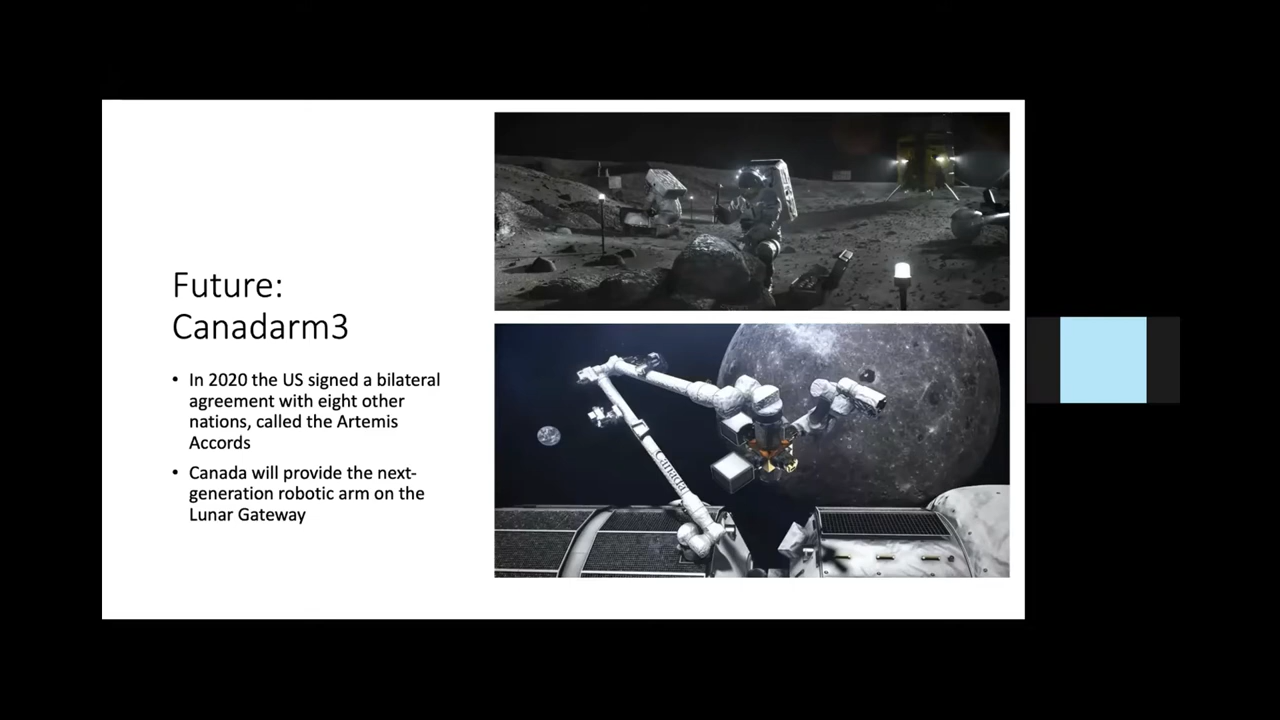 Future:
Canadarm3
• In 2020 the US signed a bilateral
agreement with eight other
nations, called the Artemis
Accords
• Canada will provide the next-
generation robotic arm on the
Lunar Gateway
Canada